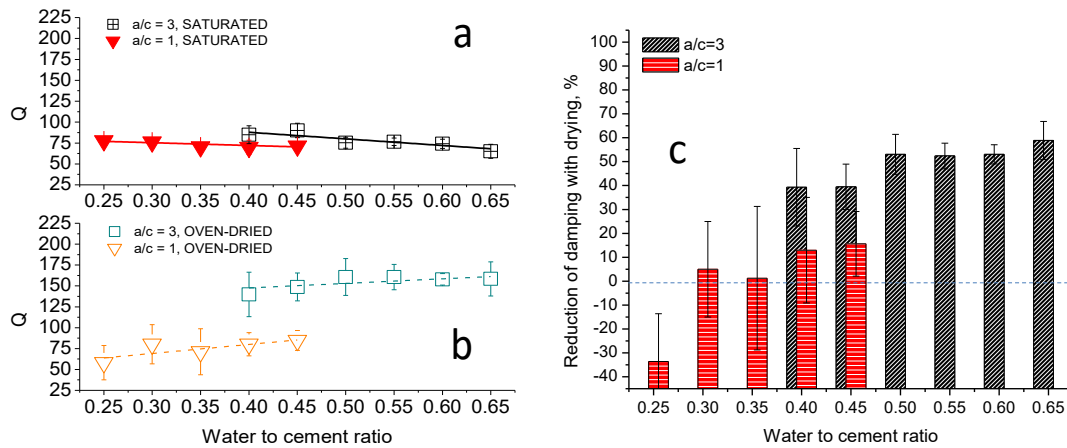 225
200
175
150
125
100
75
50
25
Q
a/c = 3, SATURATED
a/c = 1, SATURATED
a
0.25 0.30 0.35 0.40 0.45 0.50 0.55 0.60 0.65
225
200
175
150
125
100
75
50
25
Q
a/c = 3, OVEN-DRIED
a/c = 1, OVEN-DRIED
b
0.25 0.30 0.35 0.40 0.45 0.50 0.55 0.60 0.65
Water to cement ratio
Reduction of damping with drying, %
100
90
80
70
60
50
40
30
20
10
0
-10
-20
-30
-40
a/c=3
a/c=1
c
0.25 0.30 0.35 0.40 0.45 0.50 0.55 0.60 0.65
Water to cement ratio